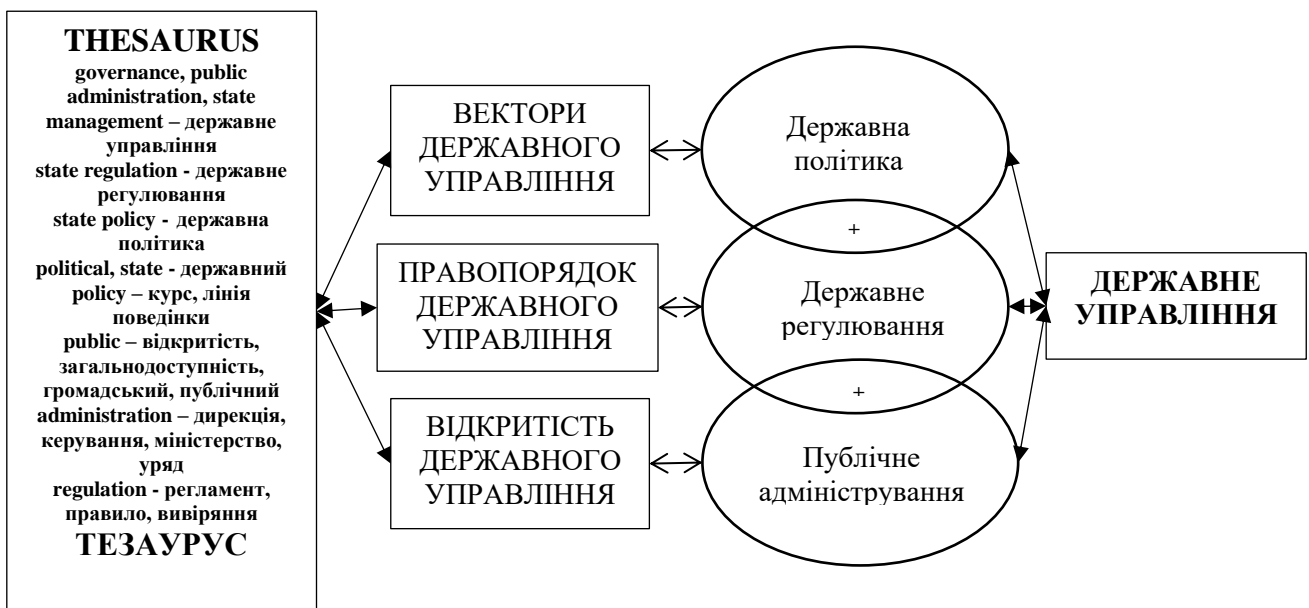 THESAURUS
governance, public
administration, state
management – державне
управління
state regulation - державне
регулювання
state policy - державна
політика
political, state - державний
policy – курс, лінія
поведінки
public – відкритість,
загальнодоступність,
громадський, публічний
administration – дирекція,
керування, міністерство,
уряд
regulation - регламент,
правило, вивіряння
ТЕЗАУРУС
ВЕКТОРИ
ДЕРЖАВНОГО
УПРАВЛІННЯ
ПРАВОПОРЯДОК
ДЕРЖАВНОГО
УПРАВЛІННЯ
ВІДКРИТІСТЬ
ДЕРЖАВНОГО
УПРАВЛІННЯ
Державна
політика
+
Державне
регулювання
+
Публічне
адміністрування
ДЕРЖАВНЕ
УПРАВЛІННЯ